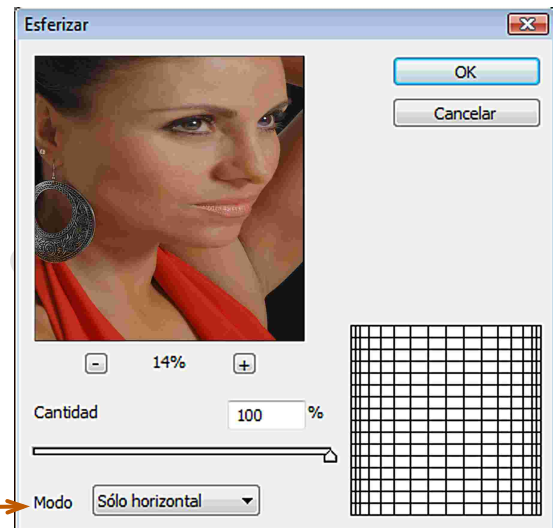 Esferizar
OK
Cancelar
- 14% +
Cantidad 100 %
Modo Sólo horizontal